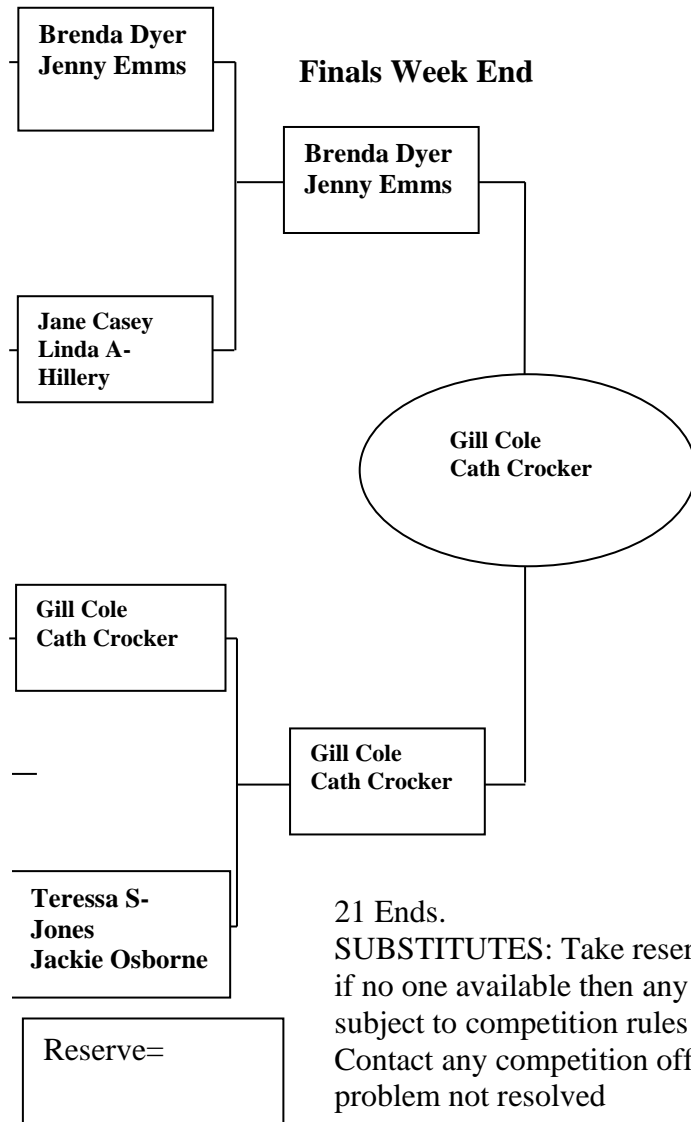 Brenda Dyer
Jenny Emms
Finals Week End
Brenda Dyer
Jenny Emms
Jane Casey
Linda A-
Hillery
Gill Cole
Cath Crocker
Gill Cole
Cath Crocker
Gill Cole
Cath Crocker
Teressa S-
Jones
Jackie Osborne
21 Ends.
SUBSTITUTES: Take reser
if no one available then any
subject to competition rules
Contact any competition off
problem not resolved
Reserve=